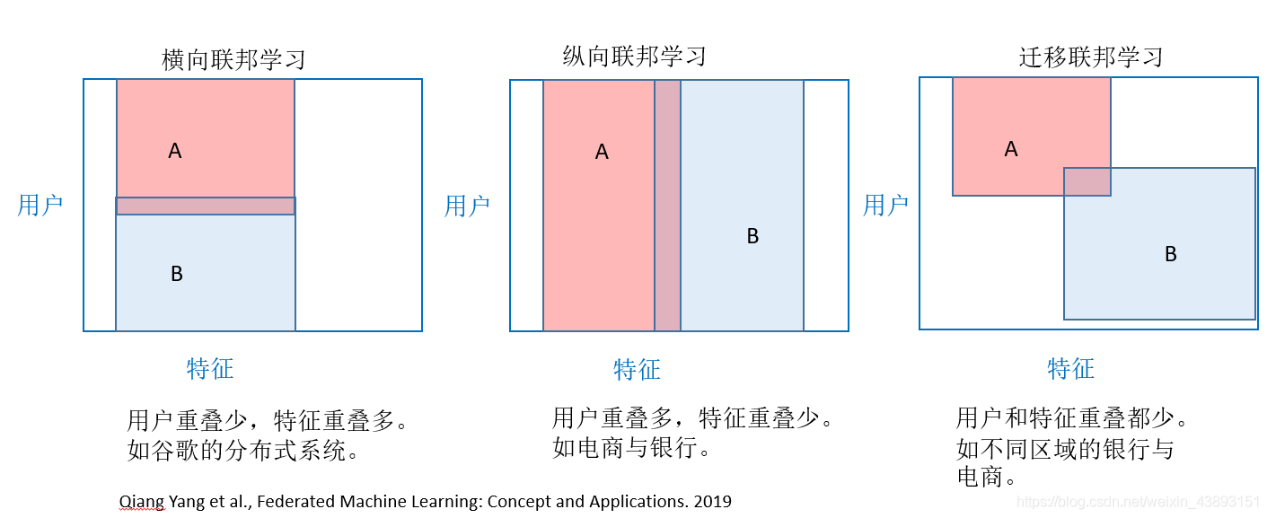 横向联邦学习
纵向联邦学习
迁移联邦学习
A
B
用户
特征
A
B
用户
特征
A
B
用户
特征
用户重叠少，特征重叠多。
如谷歌的分布式系统。
用户重叠多，特征重叠少。
如电商与银行。
用户和特征重叠都少。
如不同区域的银行与
电商。
Qiang Yang et al., Federated Machine Learning: Concept and Applications. 2019
https://blog.csdn.net/weixin_43893151